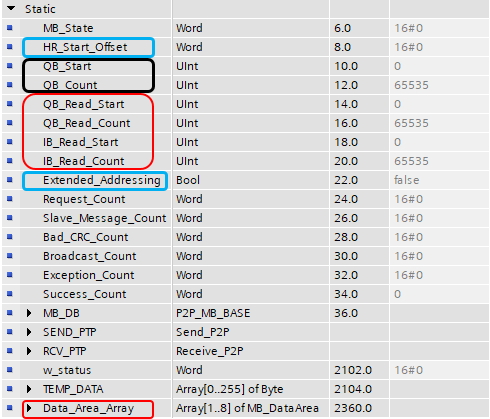 Static
MB_State Word 6.0 16#0
HR_Start_Offset Word 8.0 16#0
QB_Start UInt 10.0 0
QB_Count UInt 12.0 65535
QB_Read_Start UInt 14.0 0
QB_Read_Count UInt 16.0 65535
IB_Read_Start UInt 18.0 0
IB_Read_Count UInt 20.0 65535
Extended_Addressing Bool 22.0 false
Request_Count Word 24.0 16#0
Slave_Message_Count Word 26.0 16#0
Bad_CRC_Count Word 28.0 16#0
Broadcast_Count Word 30.0 16#0
Exception_Count Word 32.0 16#0
Success_Count Word 34.0 0
MB_DB P2P_MB_BASE 36.0
SEND_PTP Send_P2P
RCV_PTP Receive_P2P
w_status Word 2102.0 16#0
TEMP_DATA Array[0..255] of Byte 2104.0
Data_Area_Array Array[1..8] of MB_DataArea 2360.0